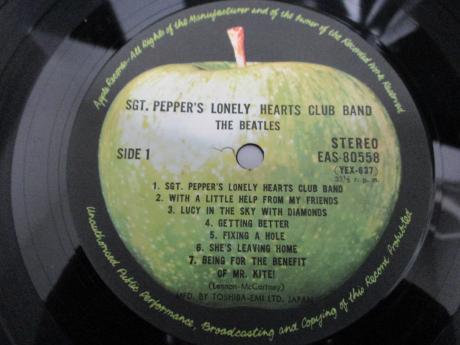 Apple Records-All Rights of the Manufacturer and of the Owner of the Recorded Work Reserved
SGT. PEPPER'S LONELY HEARTS CLUB BAND
THE BEATLES
SIDE 1
STEREO
EAS-80558
(YEX-637)
33⅓ r.p.m.
1. SGT. PEPPER'S LONELY HEARTS CLUB BAND
2. WITH A LITTLE HELP FROM MY FRIENDS
3. LUCY IN THE SKY WITH DIAMONDS
4. GETTING BETTER
5. FIXING A HOLE
6. SHE'S LEAVING HOME
7. BEING FOR THE BENEFIT
OF MR. KITE!
(Lennon-McCartney)
MFD. BY TOSHIBA-EMI LTD. JAPAN
Unauthorised Public Performance, Broadcasting and Copying of this Record Prohibited